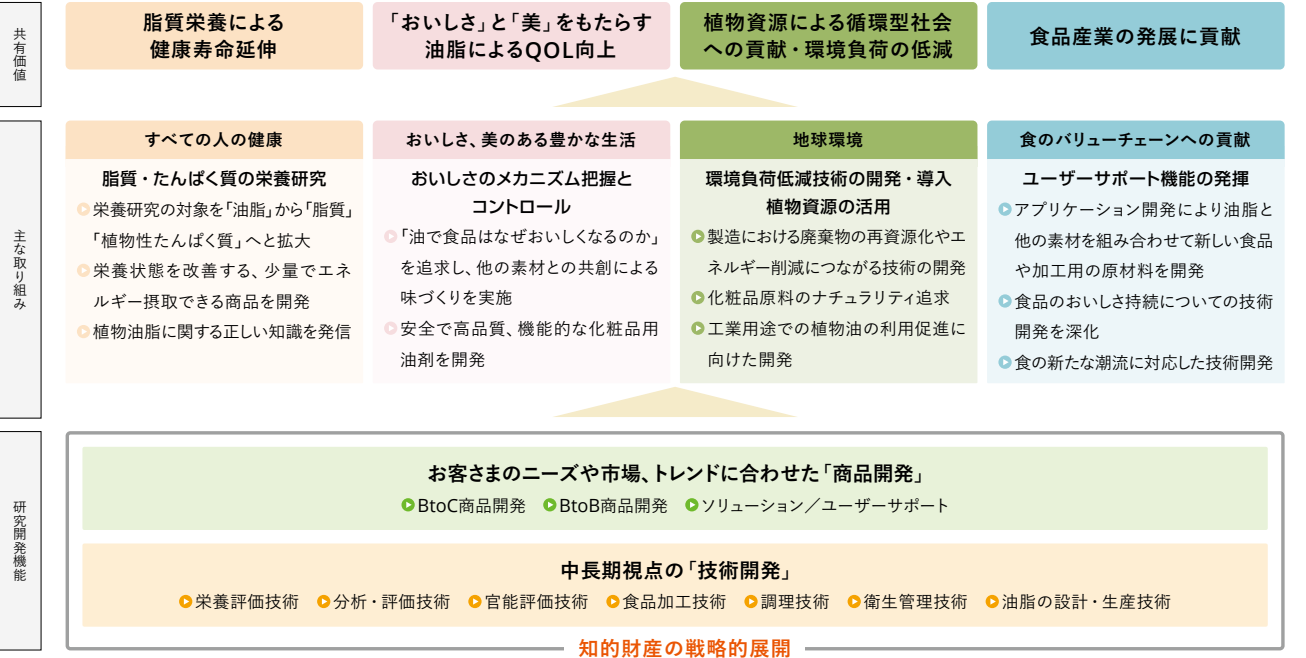 共有価値
脂質栄養による
健康寿命延伸
「おいしさ」と「美」をもたらす
油脂によるQOL向上
植物資源による循環型社会
への貢献・環境負荷の低減
食品産業の発展に貢献
主な取り組み
すべての人の健康
脂質・たんぱく質の栄養研究
栄養研究の対象を「油脂」から「脂質」
「植物性たんぱく質」へと拡大
栄養状態を改善する、少量でエネ
ルギー摂取できる商品を開発
植物油脂に関する正しい知識を発信
おいしさ、美のある豊かな生活
おいしさのメカニズム把握と
コントロール
「油で食品はなぜおいしくなるのか」
を追求し、他の素材との共創による
味づくりを実施
安全で高品質、機能的な化粧品用
油剤を開発
地球環境
環境負荷低減技術の開発・導入
植物資源の活用
製造における廃棄物の再資源化やエ
ネルギー削減につながる技術の開発
化粧品原料のナチュラリティ追求
工業用途での植物油の利用促進に
向けた開発
食のバリューチェーンへの貢献
ユーザーサポート機能の発揮
アプリケーション開発により油脂と
他の素材を組み合わせて新しい食品
や加工用の原材料を開発
食品のおいしさ持続についての技術
開発を深化
食の新たな潮流に対応した技術開発
研究開発機能
お客さまのニーズや市場、トレンドに合わせた「商品開発」
BtoC商品開発 BtoB商品開発 ソリューション／ユーザーサポート
中長期視点の「技術開発」
栄養評価技術 分析・評価技術 官能評価技術 食品加工技術 調理技術 衛生管理技術 油脂の設計・生産技術
知的財産の戦略的展開